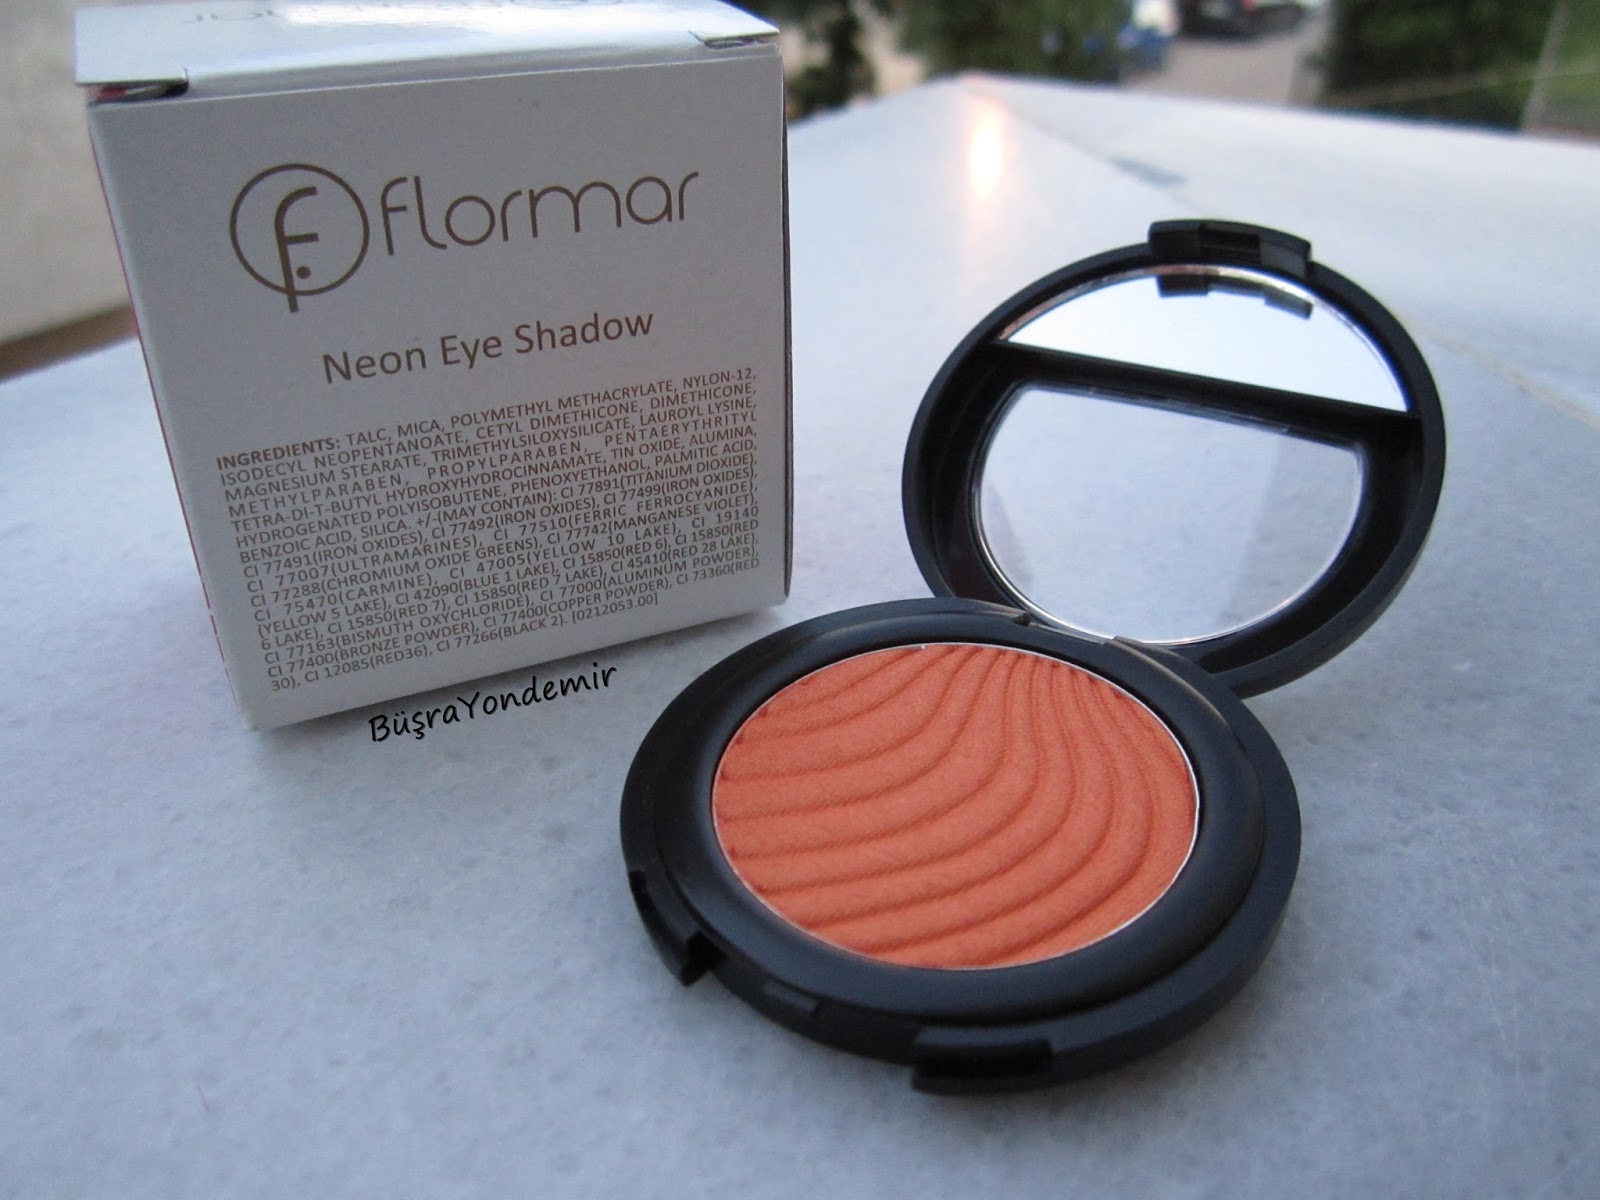 flormar
Neon Eye Shadow
INGREDIENTS: TALC, MICA, POLYMETHYL METHACRYLATE, NYLON-12,
ISODECYL NEOPENTANOATE, CETYL DIMETHICONE, DIMETHICONE,
MAGNESIUM STEARATE, TRIMETHYLSILOXYSILICATE, LAUROYL LYSINE,
METHYLPARABEN, PROPYLPARABEN, PENTAERYTHRITYL
TETRA-DI-T-BUTYL HYDROXYHYDROCINNAMATE, TIN OXIDE, ALUMINA,
HYDROGENATED POLYISOBUTENE, PHENOXYETHANOL, PALMITIC ACID,
BENZOIC ACID, SILICA. +/-(MAY CONTAIN): CI 77891(TITANIUM DIOXIDE),
CI 77491(IRON OXIDES), CI 77492(IRON OXIDES), CI 77499(IRON OXIDES),
CI 77007(ULTRAMARINES), CI 77510(FERRIC FERROCYANIDE),
CI 77288(CHROMIUM OXIDE GREENS), CI 77742(MANGANESE VIOLET),
CI 75470(CARMINE), CI 47005(YELLOW 10 LAKE), CI 19140
(YELLOW 5 LAKE), CI 42090(BLUE 1 LAKE), CI 15850(RED 6), CI 15850(RED
6 LAKE), CI 15850(RED 7), CI 15850(RED 7 LAKE), CI 45410(RED 28 LAKE),
CI 77163(BISMUTH OXYCHLORIDE), CI 77000(ALUMINUM POWDER),
CI 77400(BRONZE POWDER), CI 77400(COPPER POWDER), CI 73360(RED
30), CI 12085(RED36), CI 77266(BLACK 2). [0212053.00]
BüşraYondemir